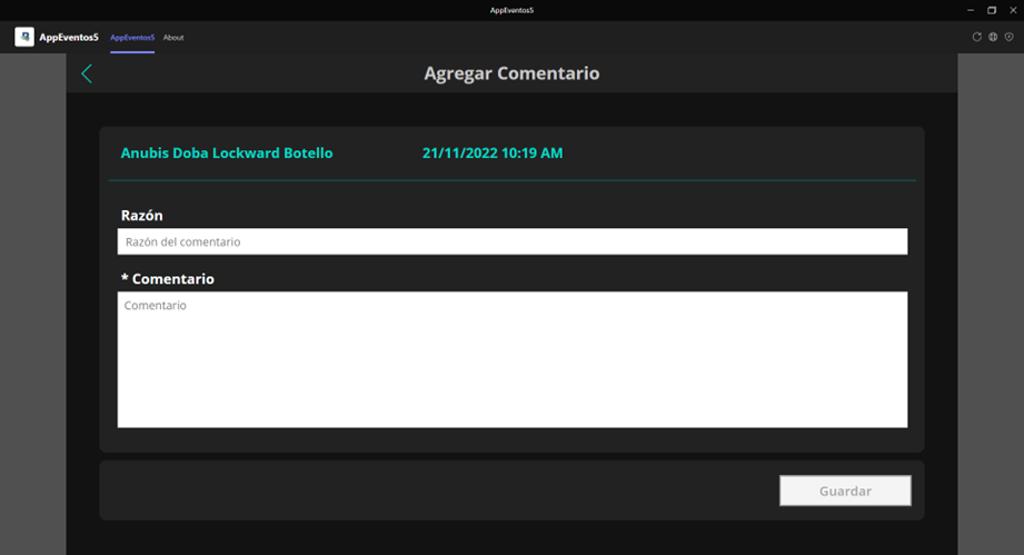 AppEventos5
AppEventos5 AppEventos5 About
Agregar Comentario
Anubis Doba Lockward Botello 21/11/2022 10:19 AM
Razón
Razón del comentario
* Comentario
Comentario
Guardar